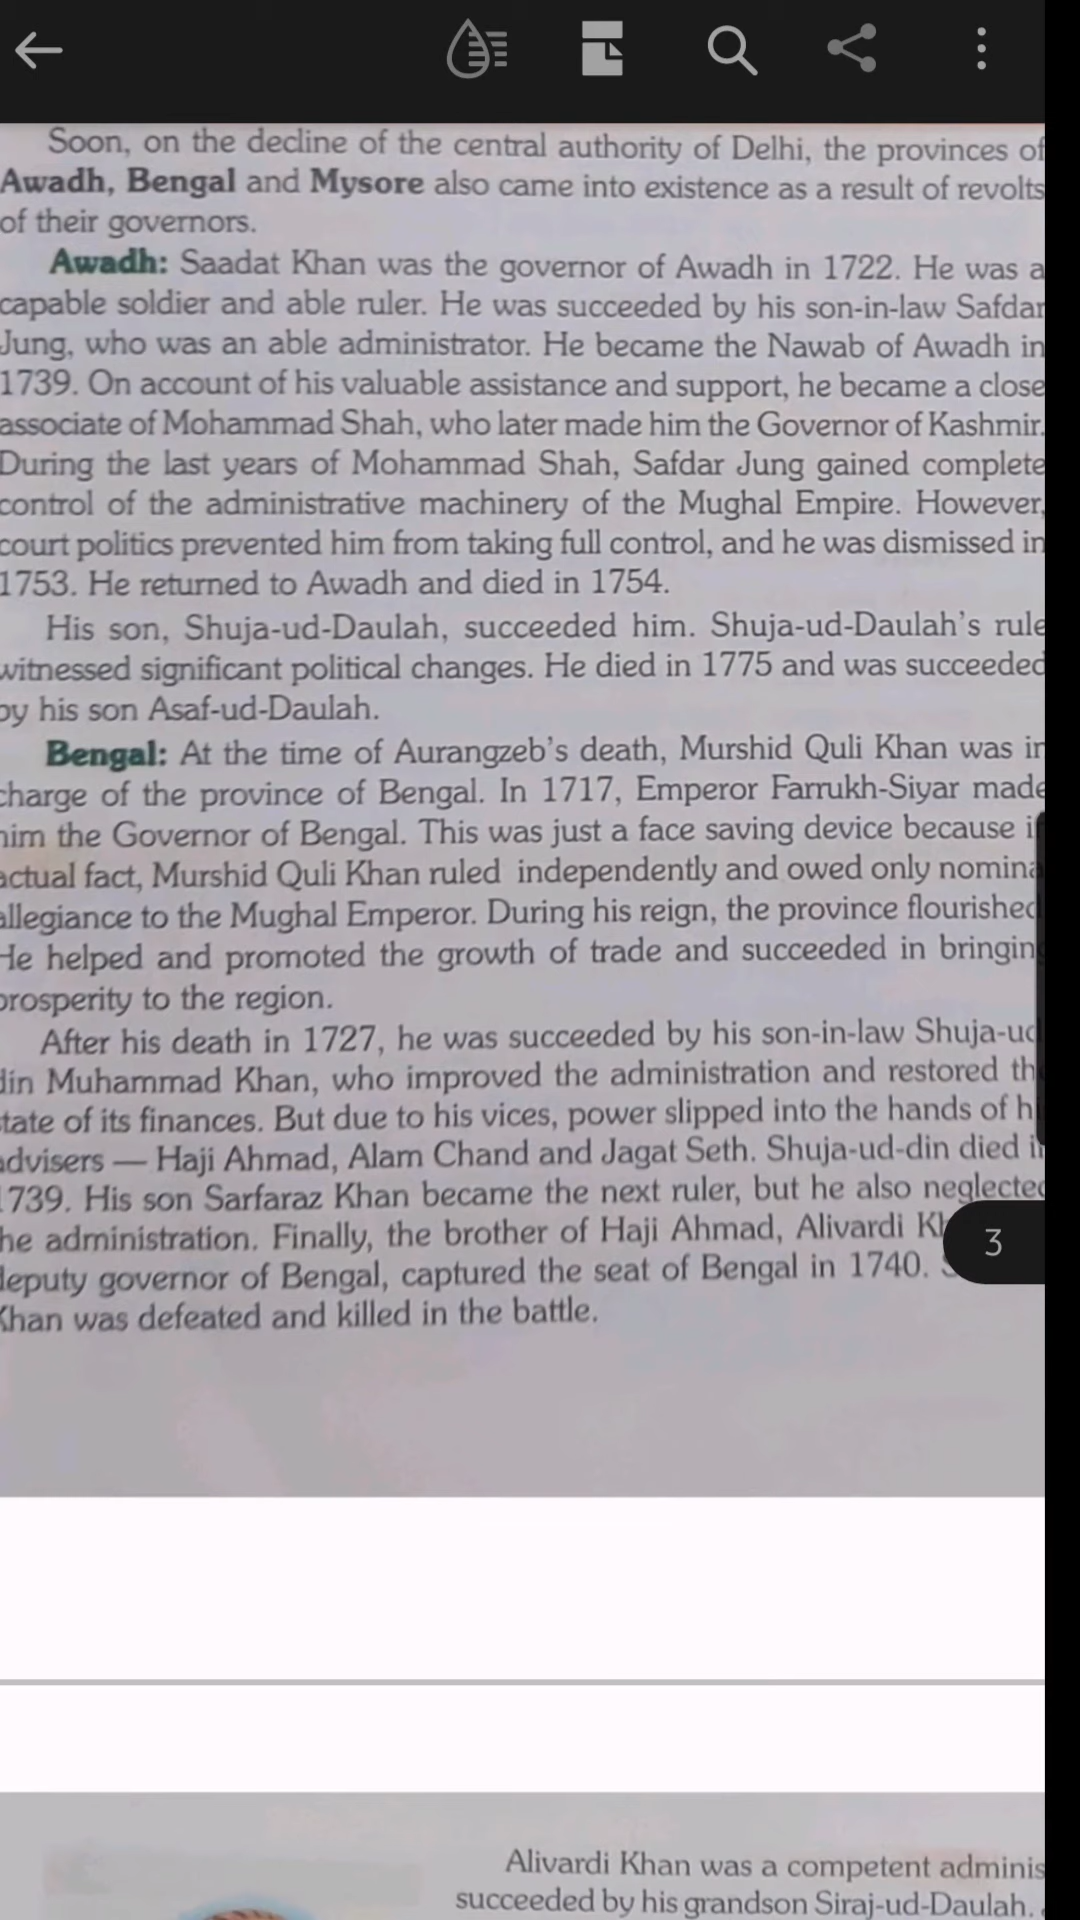 Soon, on the decline of the central authority of Delhi, the provinces of
Awadh, Bengal and Mysore also came into existence as a result of revolts
of their governors.
Awadh: Saadat Khan was the governor of Awadh in 1722. He was a
capable soldier and able ruler. He was succeeded by his son-in-law Safdar
Jung, who was an able administrator. He became the Nawab of Awadh in
1739. On account of his valuable assistance and support, he became a close
associate of Mohammad Shah, who later made him the Governor of Kashmir.
During the last years of Mohammad Shah, Safdar Jung gained complete
control of the administrative machinery of the Mughal Empire. However,
court politics prevented him from taking full control, and he was dismissed in
1753. He returned to Awadh and died in 1754.
His son, Shuja-ud-Daulah, succeeded him. Shuja-ud-Daulah's rule
witnessed significant political changes. He died in 1775 and was succeeded
by his son Asaf-ud-Daulah.
Bengal: At the time of Aurangzeb's death, Murshid Quli Khan was in
charge of the province of Bengal. In 1717, Emperor Farrukh-Siyar made
him the Governor of Bengal. This was just a face saving device because i
actual fact, Murshid Quli Khan ruled independently and owed only nomina
allegiance to the Mughal Emperor. During his reign, the province flourished
He helped and promoted the growth of trade and succeeded in bringing
prosperity to the region.
After his death in 1727, he was succeeded by his son-in-law Shuja-ud
din Muhammad Khan, who improved the administration and restored th
state of its finances. But due to his vices, power slipped into the hands of hi
advisers — Haji Ahmad, Alam Chand and Jagat Seth. Shuja-ud-din died i
1739. His son Sarfaraz Khan became the next ruler, but he also neglected
he administration. Finally, the brother of Haji Ahmad, Alivardi Kh
deputy governor of Bengal, captured the seat of Bengal in 1740. S
Khan was defeated and killed in the battle.
3
Alivardi Khan was a competent adminis
succeeded by his grandson Siraj-ud-Daulah.